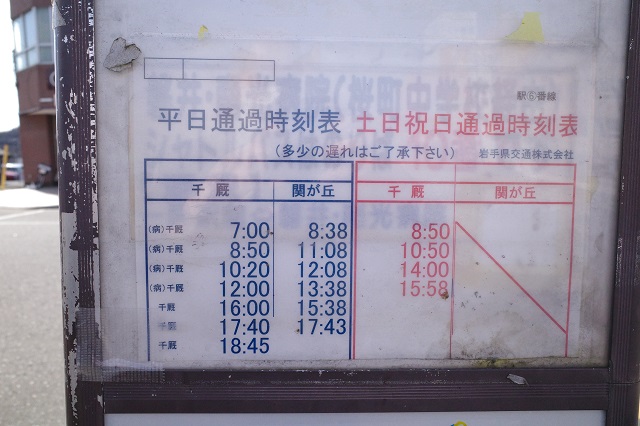 駅⑥番線
平日通過時刻表 土日祝日通過時刻表
(多少の遅れはご了承下さい) 岩手県交通株式会社
千厩 関が丘 千厩 関が丘
(病)千厩 7:00 8:38 8:50
(病)千厩 8:50 11:08 10:50
(病)千厩 10:20 12:08 14:00
(病)千厩 12:00 13:38 15:58
千厩 16:00 15:38
千厩 17:40 17:43
千厩 18:45